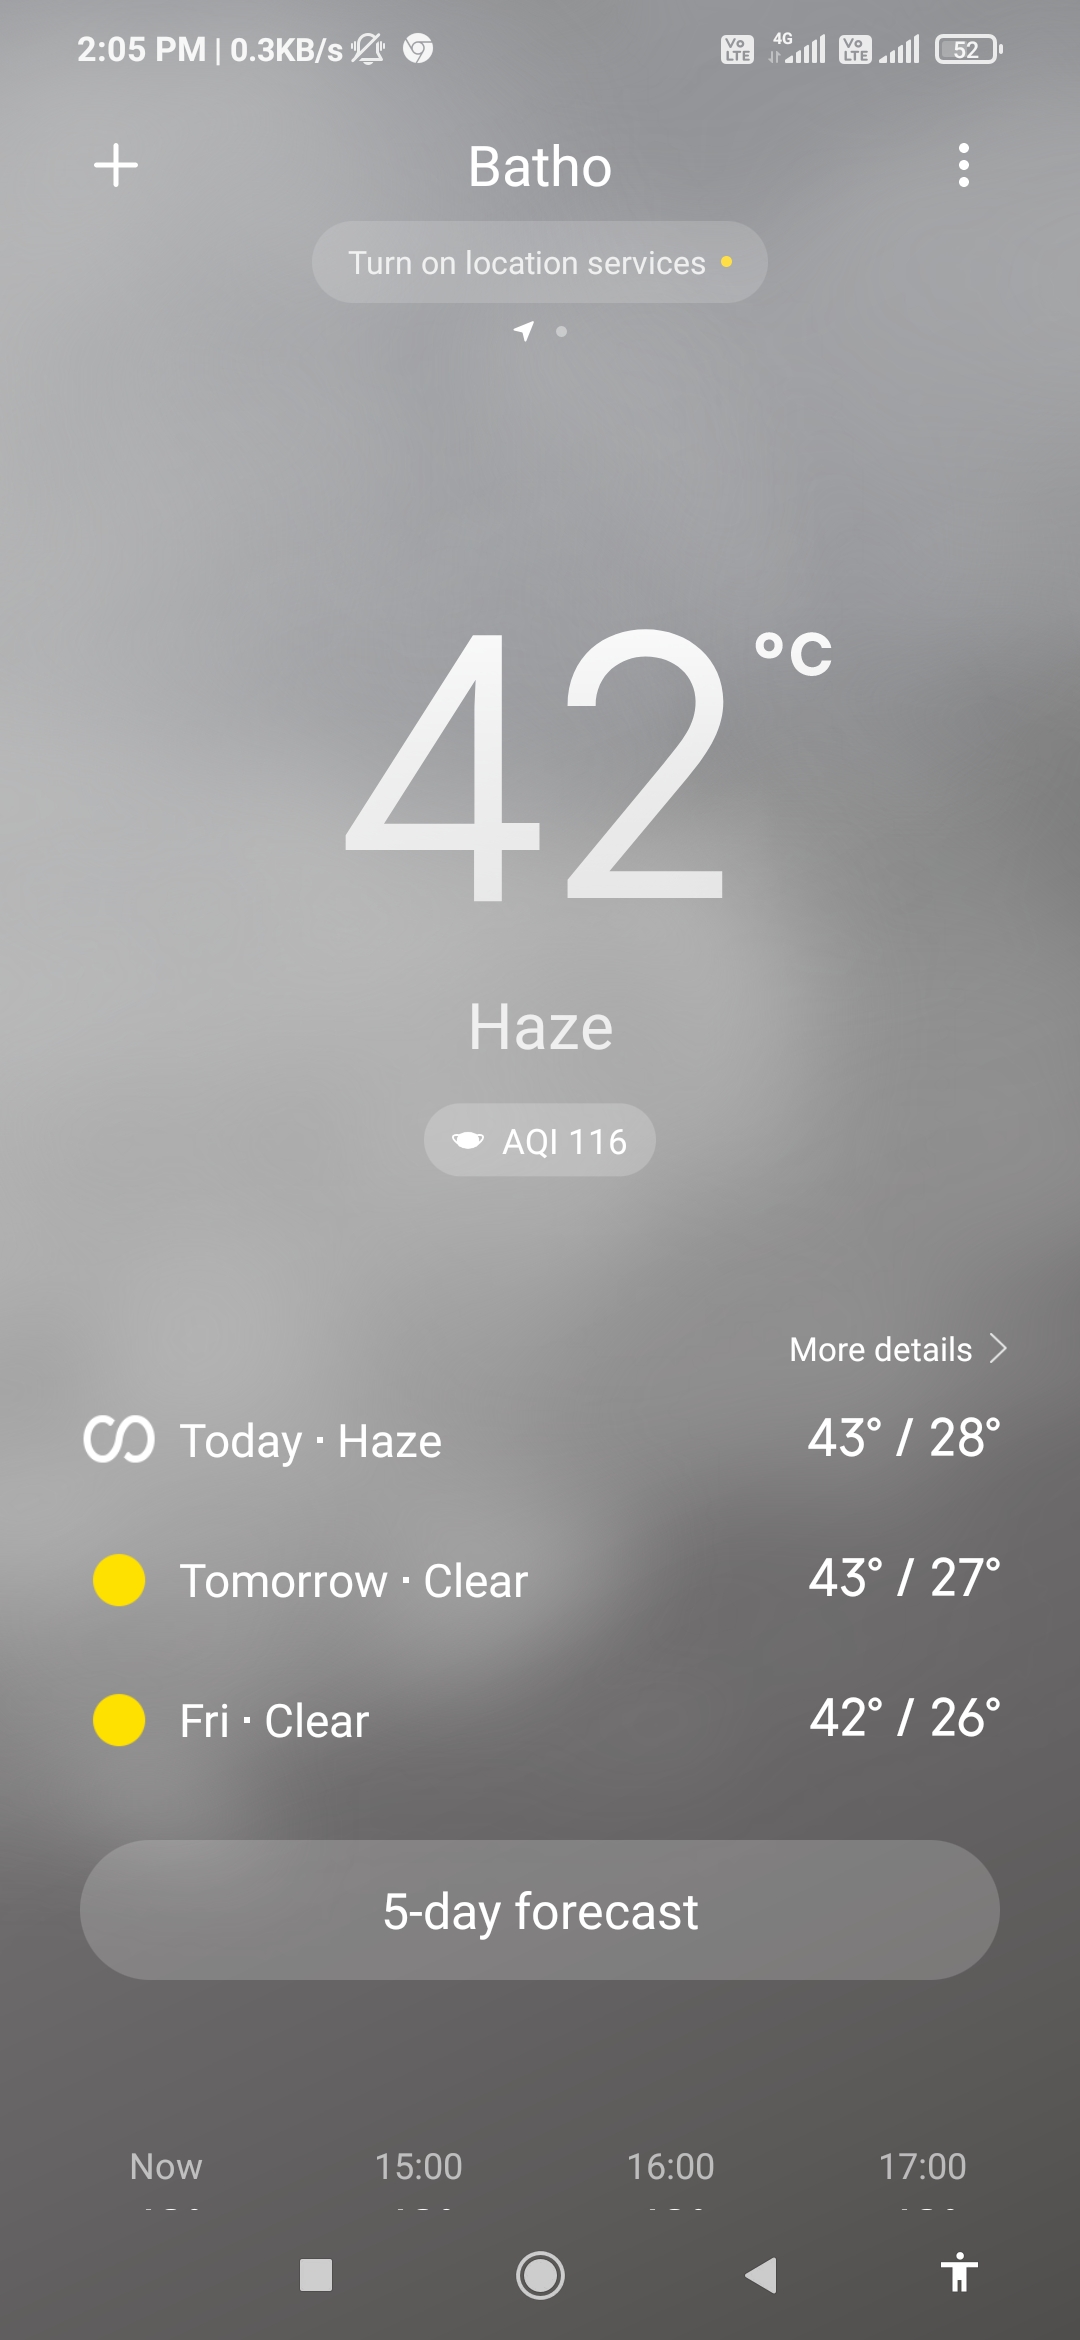 2:05 PM | 0.3KB/s
Vo LTE 4G Vo LTE 52
Batho
Turn on location services
42 °C
Haze
AQI 116
More details
Today · Haze 43° / 28°
Tomorrow · Clear 43° / 27°
Fri · Clear 42° / 26°
5-day forecast
Now 15:00 16:00 17:00